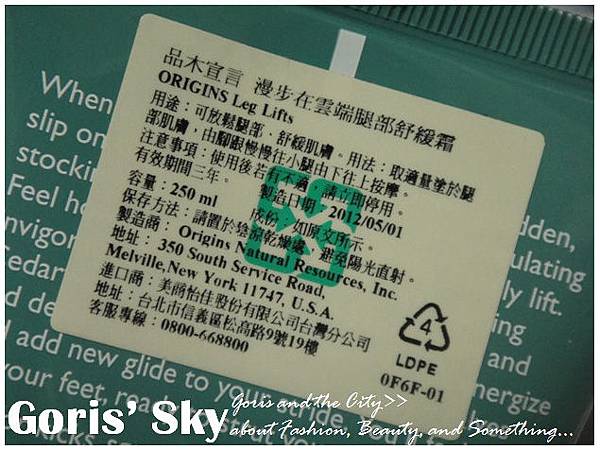 品木宣言 漫步在雲端腿部舒緩霜
ORIGINS Leg Lifts
用途：可放鬆腿部、舒緩肌膚。用法：取適量塗於腿
部肌膚，由腳跟慢慢往小腿由下往上按摩。
注意事項：使用後若有不適，請立即停用。
有效期間三年。 製造日期：2012/05/01
容量：250 ml 成份：如原文所示。
保存方法：請置於陰涼乾燥處，避免陽光直射。
製造商：Origins Natural Resources, Inc.
地址：350 South Service Road,
Melville,New York 11747, U.S.A.
進口商：美商怡佳股份有限公司台灣分公司
地址：台北市信義區松高路9號19樓
客服專線：0800-668800
4
LDPE
0F6F-01
When
slip on
stockin
Feel
nvigor
edar
d de
add new glide to your
your feet,
dden,
ulating
ly lift.
ing
and
ergize
Goris' Sky
Goris and the City>>
about Fashion, Beauty, and Something...